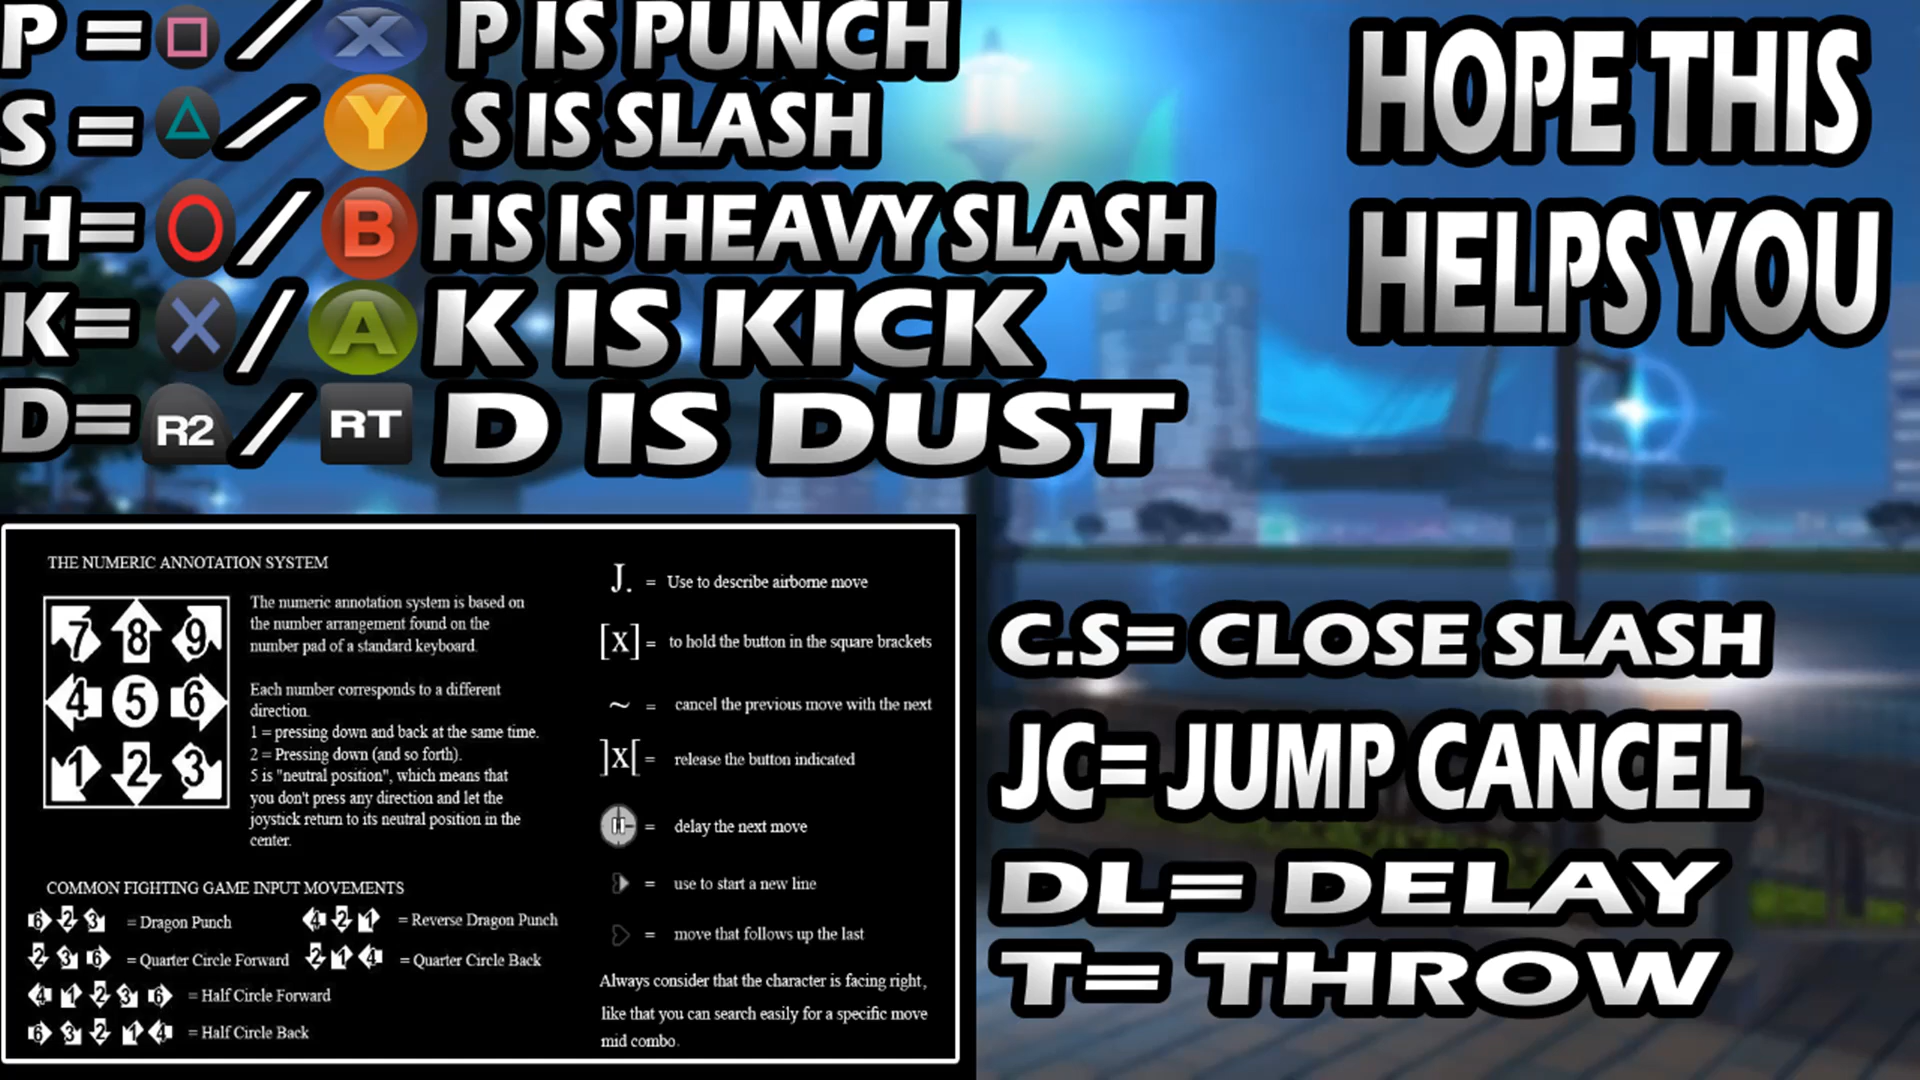 P = □ / X P IS PUNCH
S = △ / Y S IS SLASH
H= O / B HS IS HEAVY SLASH
K= X / A K IS KICK
D= R2 / RT D IS DUST
HOPE THIS
HELPS YOU
THE NUMERIC ANNOTATION SYSTEM
7 8 9
4 5 6
1 2 3
The numeric annotation system is based on
the number arrangement found on the
number pad of a standard keyboard.
Each number corresponds to a different
direction.
1 = pressing down and back at the same time.
2 = Pressing down (and so forth).
5 is "neutral position", which means that
you don't press any direction and let the
joystick return to its neutral position in the
center.
COMMON FIGHTING GAME INPUT MOVEMENTS
6 2 3 = Dragon Punch
4 2 1 = Reverse Dragon Punch
2 3 6 = Quarter Circle Forward
2 1 4 = Quarter Circle Back
4 1 2 3 6 = Half Circle Forward
6 3 2 1 4 = Half Circle Back
J. = Use to describe airborne move
[x] = to hold the button in the square brackets
~ = cancel the previous move with the next
]x[ = release the button indicated
= delay the next move
= use to start a new line
= move that follows up the last
Always consider that the character is facing right,
like that you can search easily for a specific move
mid combo.
C.S= CLOSE SLASH
JC= JUMP CANCEL
DL= DELAY
T= THROW